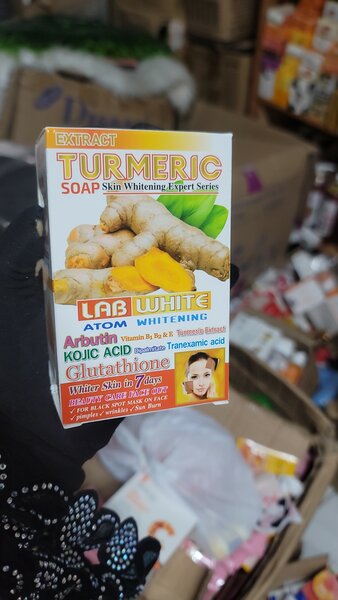 EXTRACT
TURMERIC
SOAP Skin Whitening Expert Series
LAB WHITE
ATOM WHITENING
Arbutin Vitamin B5 B3 & E Turmeric Extract
KOJIC ACID Dipalmitate Tranexamic acid
Glutathione
Whiter Skin in 7 days
BEAUTY CARE FACE OFF
✓ FOR BLACK SPOT MASK ON FACE
✓ pimples ✓ wrinkles ✓ Sun Burn